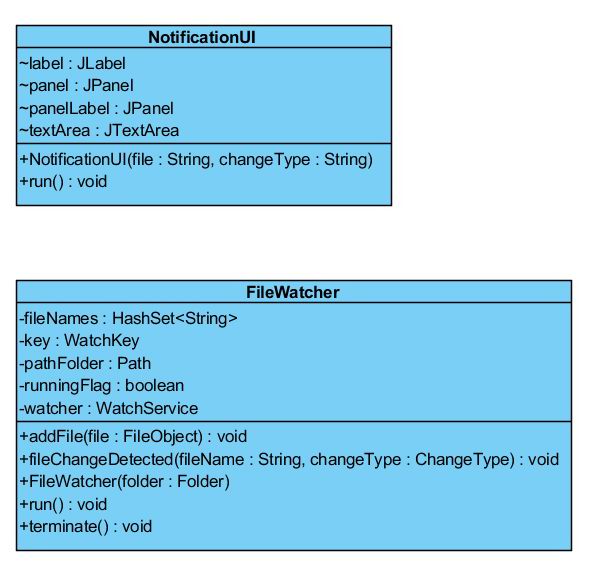 NotificationUI
~label : JLabel
~panel : JPanel
~panelLabel : JPanel
~textArea : JTextArea
+NotificationUI(file : String, changeType : String)
+run() : void
FileWatcher
-fileNames : HashSet<String>
-key : WatchKey
-pathFolder : Path
-runningFlag : boolean
-watcher : WatchService
+addFile(file : FileObject) : void
+fileChangeDetected(fileName : String, changeType : ChangeType) : void
+FileWatcher(folder : Folder)
+run() : void
+terminate() : void